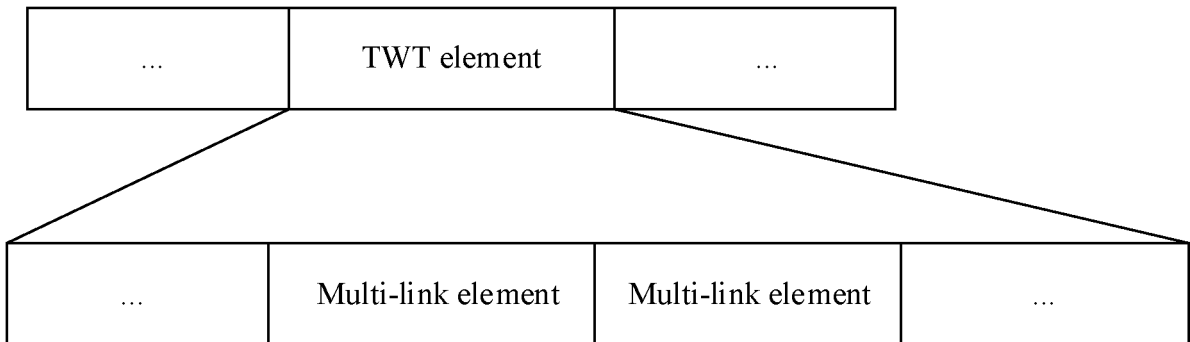 ... TWT element ...
... Multi-link element Multi-link element ...